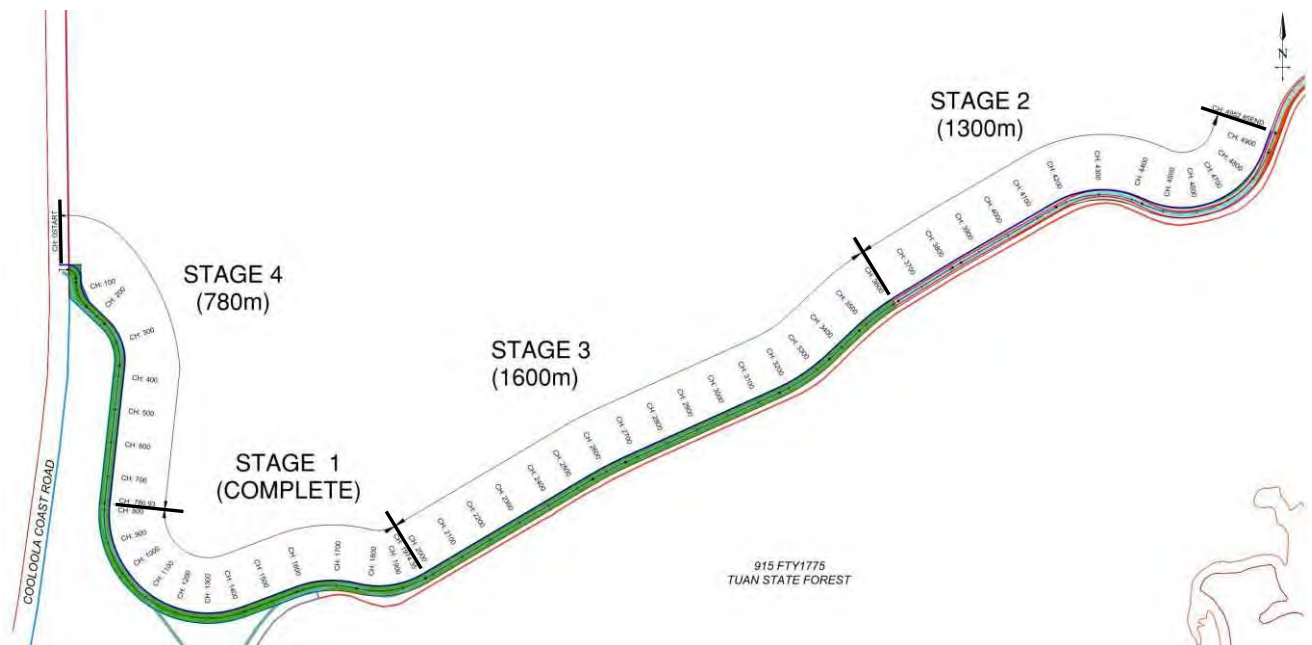 STAGE 2
(1300m)
N
CH: 0START
STAGE 4
(780m)
CH: 100
CH: 200
CH: 300
CH: 400
CH: 500
CH: 600
CH: 700
CH: 800
CH: 900
CH: 1000
CH: 1100
CH: 1200
CH: 1300
CH: 1400
CH: 1500
CH: 1600
CH: 1700
CH: 1800
CH: 1900
STAGE 1
(COMPLETE)
CH: 2000
CH: 2100
CH: 2200
CH: 2300
CH: 2400
CH: 2500
CH: 2600
CH: 2700
CH: 2800
CH: 2900
CH: 3000
CH: 3100
CH: 3200
CH: 3300
CH: 3400
CH: 3500
STAGE 3
(1600m)
CH: 3600
CH: 3700
CH: 3800
CH: 3900
CH: 4000
CH: 4100
CH: 4200
CH: 4300
CH: 4400
CH: 4500
CH: 4600
CH: 4700
CH: 4800
CH: 4900
COOLOOLA COAST ROAD
915 FTY1775
TUAN STATE FOREST